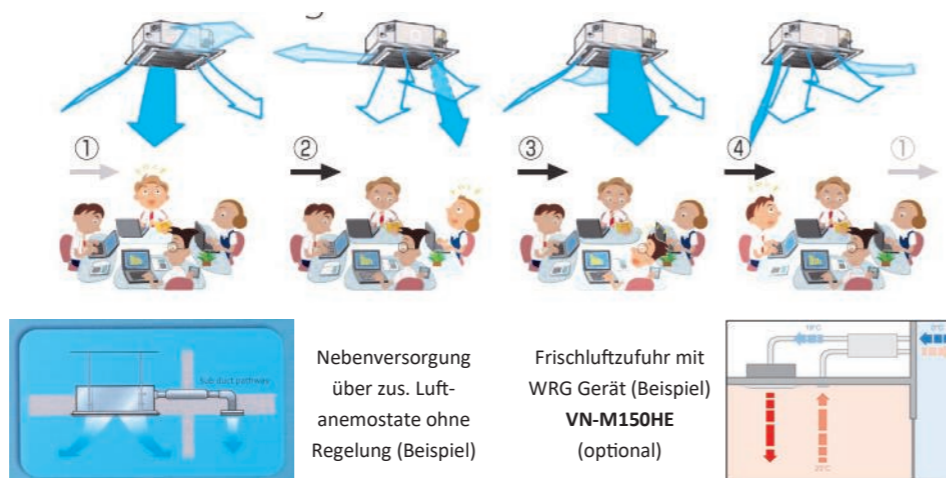 ①
②
③
④
①
Nebenversorgung
über zus. Luft-
anemostate ohne
Regelung (Beispiel)
Frischluftzufuhr mit
WRG Gerät (Beispiel)
VN-M150HE
(optional)
Sub duct pathway
0°C